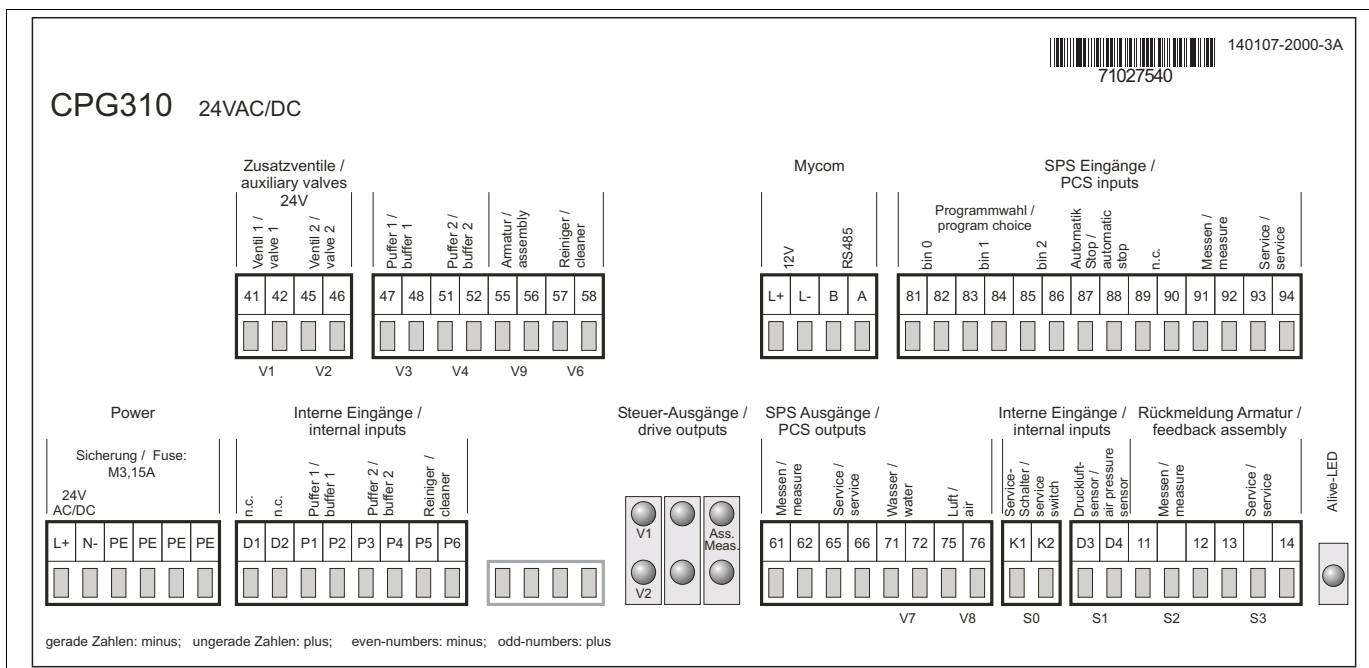 140107-2000-3A
71027540
CPG310 24VAC/DC
Zusatzventile /
auxiliary valves
24V
Ventil 1 /
valve 1
Ventil 2 /
valve 2
Puffer 1 /
buffer 1
Puffer 2 /
buffer 2
Armatur /
assembly
Reiniger /
cleaner
41 42 45 46
47 48 51 52 55 56 57 58
V1 V2
V3 V4 V9 V6
Mycom
12V
RS485
L+ L- B A
SPS Eingänge /
PCS inputs
Programmwahl /
program choice
bin 0
bin 1
bin 2
Automatik
Stop /
automatic
stop
n.c.
Messen /
measure
Service /
service
81 82 83 84 85 86 87 88 89 90 91 92 93 94
Power
Sicherung / Fuse:
M3,15A
24V
AC/DC
L+ N- PE PE PE PE
Interne Eingänge /
internal inputs
n.c.
n.c.
Puffer 1 /
buffer 1
Puffer 2 /
buffer 2
Reiniger /
cleaner
D1 D2 P1 P2 P3 P4 P5 P6
Steuer-Ausgänge /
drive outputs
V1
V2
Ass.
Meas.
SPS Ausgänge /
PCS outputs
Messen /
measure
Service /
service
Wasser /
water
Luft /
air
61 62 65 66 71 72 75 76
V7 V8
Interne Eingänge /
internal inputs
Service-
Schalter /
service
switch
Druckluft-
sensor /
air pressure
sensor
K1 K2
S0
Rückmeldung Armatur /
feedback assembly
Messen /
measure
Service /
service
D3 D4 11 12 13 14
S1 S2 S3
Alive-LED
gerade Zahlen: minus; ungerade Zahlen: plus; even-numbers: minus; odd-numbers: plus